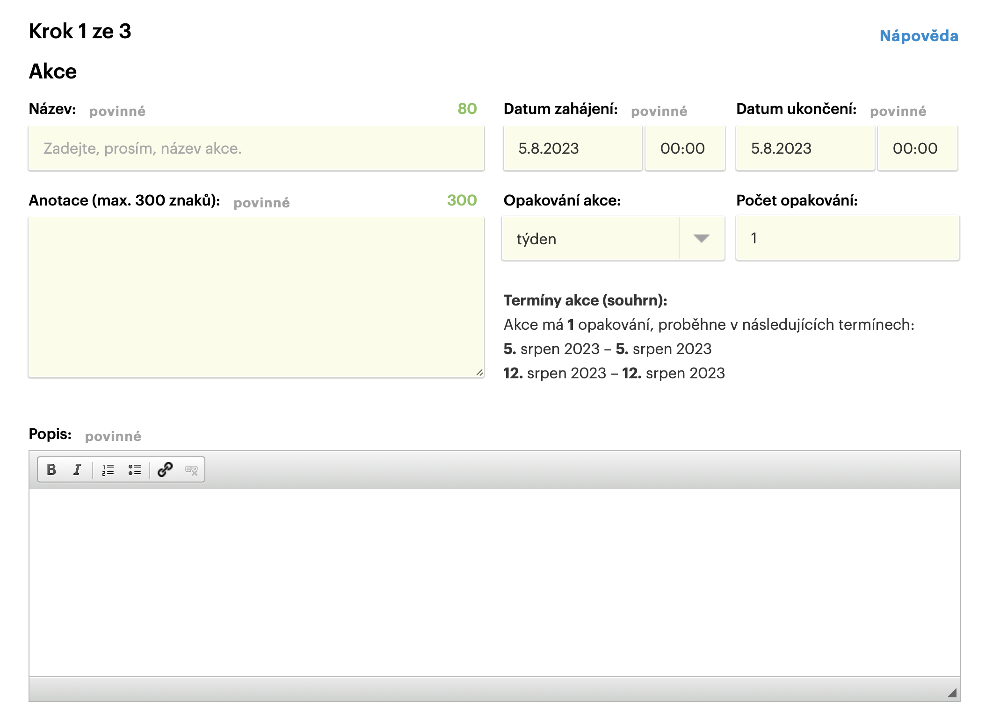 Krok 1 ze 3
Nápověda
Akce
Název: povinné 80
Zadejte, prosím, název akce.
Datum zahájení: povinné
5.8.2023 00:00
Datum ukončení: povinné
5.8.2023 00:00
Anotace (max. 300 znaků): povinné 300
Opakování akce:
týden
Počet opakování:
1
Termíny akce (souhrn):
Akce má 1 opakování, proběhne v následujících termínech:
5. srpen 2023 – 5. srpen 2023
12. srpen 2023 – 12. srpen 2023
Popis: povinné